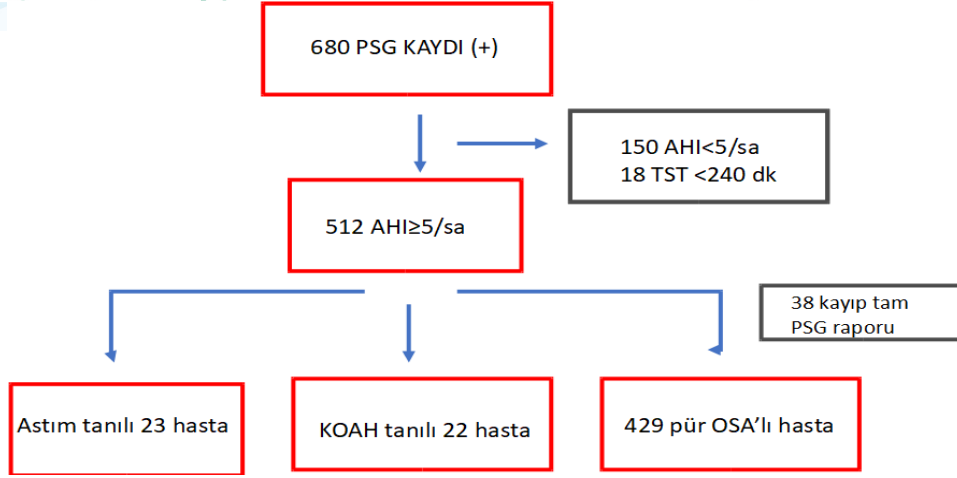 680 PSG KAYDI (+)
150 AHI<5/sa
18 TST <240 dk
512 AHI≥5/sa
38 kayıp tam
PSG raporu
Astım tanılı 23 hasta
KOAH tanılı 22 hasta
429 pür OSA’lı hasta